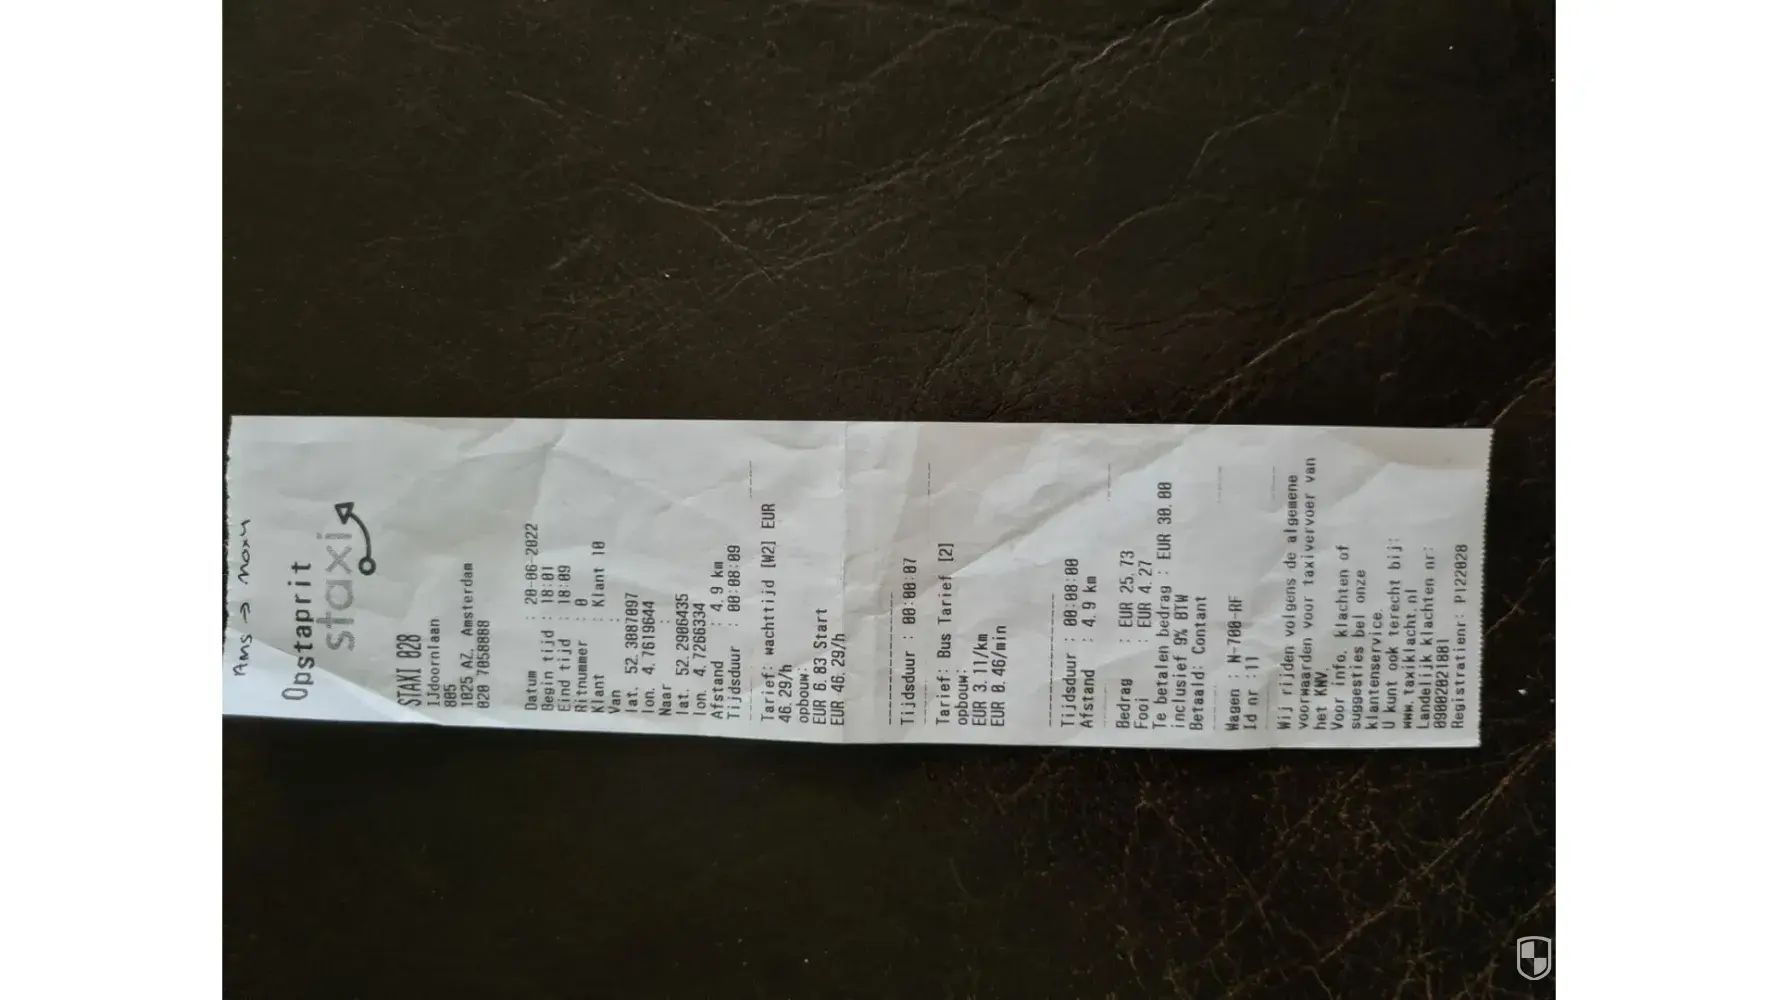 Ams → moxy
Opstaprit
staxi
STAXI 028
IJdoornlaan
805
1025 AZ, Amsterdam
020 7058888
Datum : 20-06-2022
Begin tijd : 18:01
Eind tijd : 18:09
Ritnummer : 0
Klant : Klant 10
Van :
lat. 52.3087097
lon. 4.7619644
Naar :
lat. 52.2906435
lon. 4.7266334
Afstand : 4.9 km
Tijdsduur : 00:08:09
Tarief: wachttijd [W2] EUR
46.29/h
opbouw:
EUR 6.83 Start
EUR 46.29/h
Tijdsduur : 00:00:07
Tarief: Bus Tarief [2]
opbouw:
EUR 3.11/km
EUR 0.46/min
Tijdsduur : 00:08:00
Afstand : 4.9 km
Bedrag : EUR 25.73
Fooi : EUR 4.27
Te betalen bedrag : EUR 30.00
inclusief 9% BTW
Betaald: Contant
Wagen : N-700-RF
Id nr :11
Wij rijden volgens de algemene
voorwaarden voor taxivervoer van
het KNV.
Voor info, klachten of
suggesties bel onze
klantenservice.
U kunt ook terecht bij:
www.taxiklacht.nl
Landelijk klachten nr:
09002021881
Registratienr: P122028